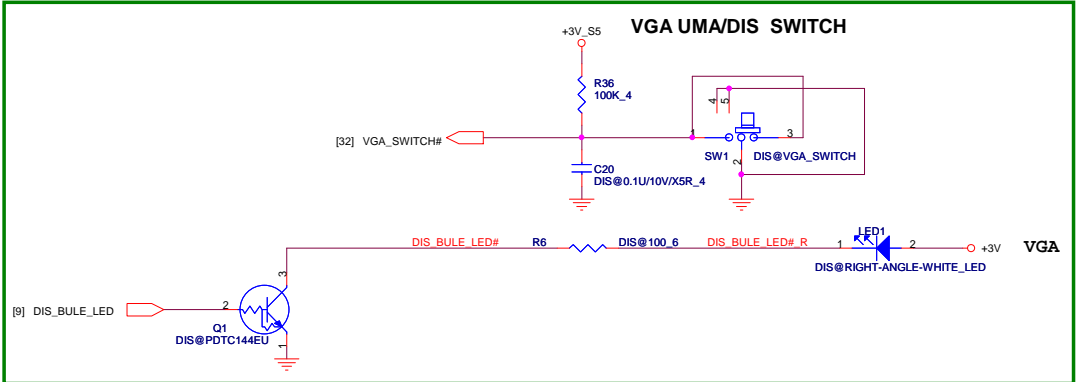 VGA UMA/DIS SWITCH
+3V_S5
R36
100K_4
4
5
[32] VGA_SWITCH#
1
3
SW1
DIS@VGA_SWITCH
2
C20
DIS@0.1U/10V/X5R_4
DIS_BULE_LED#
R6
DIS@100_6
DIS_BULE_LED#_R
LED1
1
2
+3V
VGA
DIS@RIGHT-ANGLE-WHITE_LED
3
[9] DIS_BULE_LED
2
Q1
DIS@PDTC144EU
1